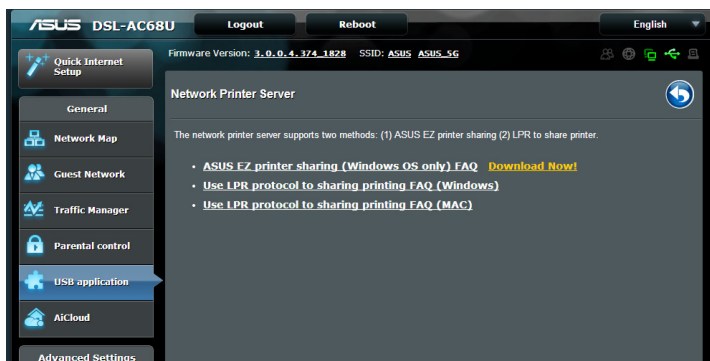 ASUS DSL-AC68U Logout Reboot English
Firmware Version: 3.0.0.4.374_1828 SSID: ASUS ASUS_5G
Quick Internet
Setup
General
Network Map
Guest Network
Traffic Manager
Parental control
USB application
AiCloud
Advanced Settings
Network Printer Server
The network printer server supports two methods: (1) ASUS EZ printer sharing (2) LPR to share printer.
ASUS EZ printer sharing (Windows OS only) FAQ Download Now!
Use LPR protocol to sharing printing FAQ (Windows)
Use LPR protocol to sharing printing FAQ (MAC)